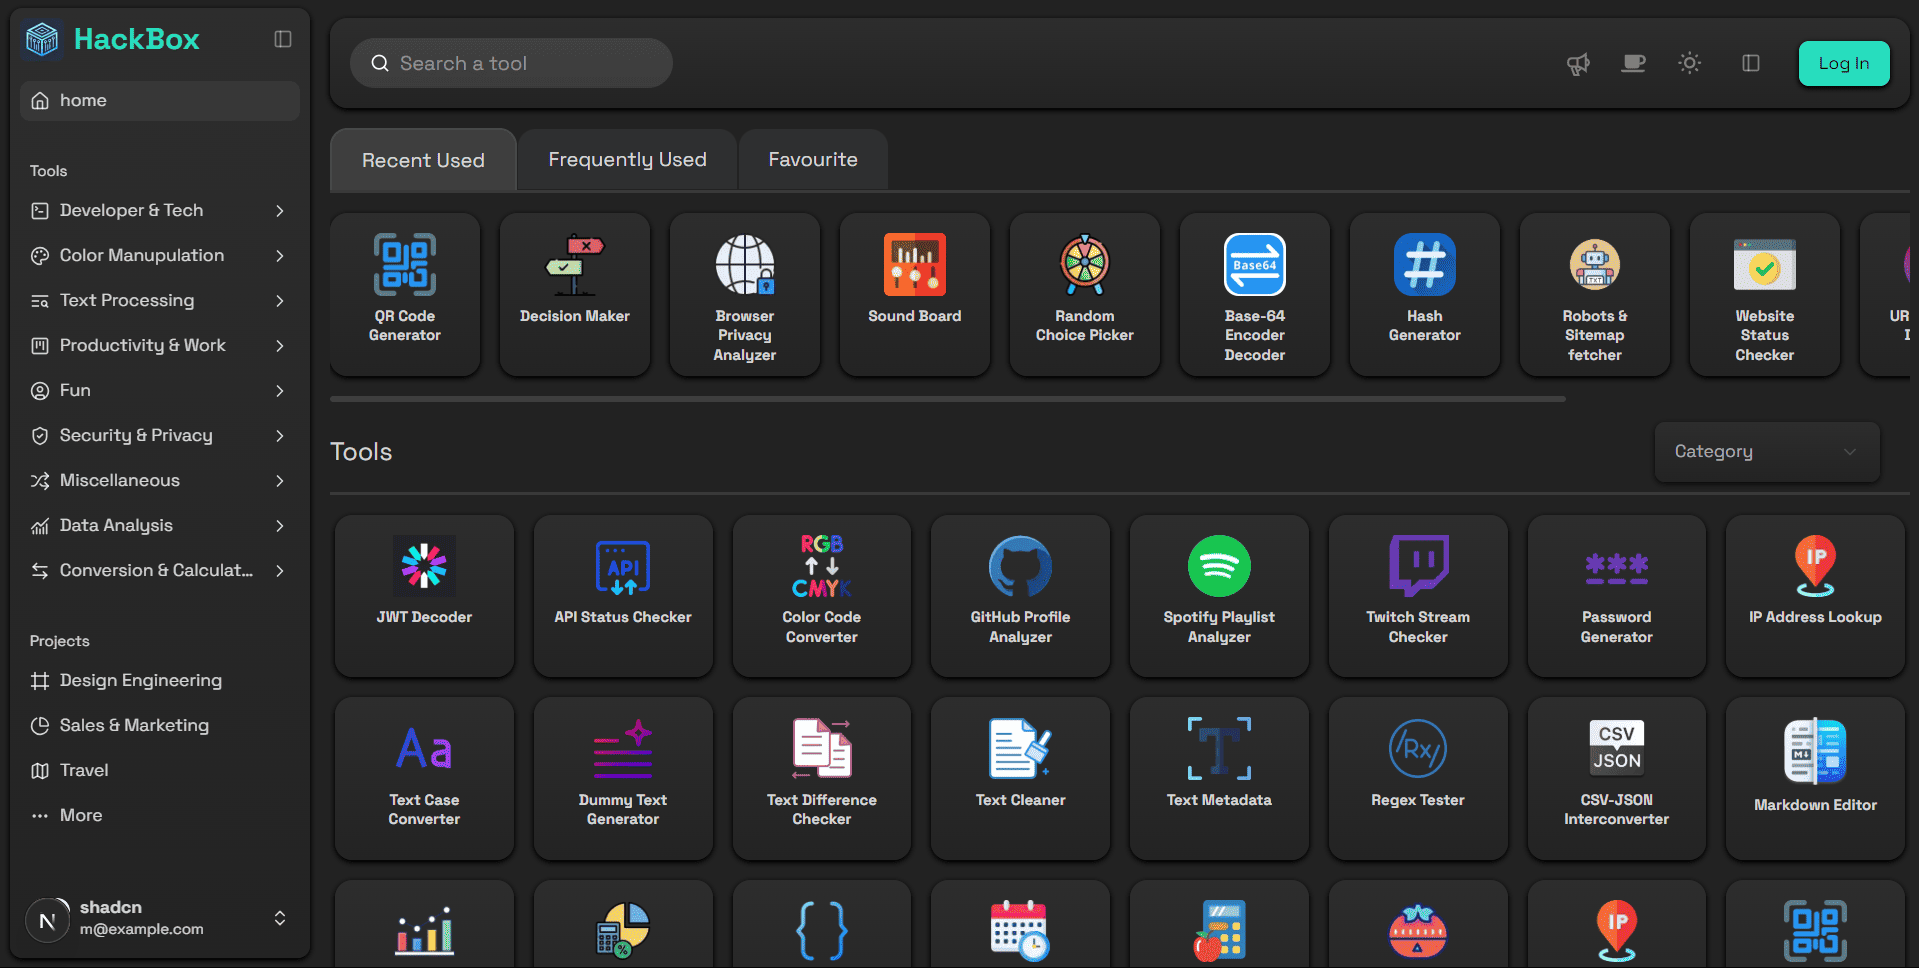 HackBox
home
Tools
Developer & Tech
Color Manupulation
Text Processing
Productivity & Work
Fun
Security & Privacy
Miscellaneous
Data Analysis
Conversion & Calculat...
Projects
Design Engineering
Sales & Marketing
Travel
More
N
shadcn
m@example.com
Search a tool
Log In
Recent Used
Frequently Used
Favourite
QR Code
Generator
Decision Maker
Browser
Privacy
Analyzer
Sound Board
Random
Choice Picker
Base64
Base-64
Encoder
Decoder
#
Hash
Generator
TXT
Robots &
Sitemap
fetcher
Website
Status
Checker
UR
Tools
Category
JWT Decoder
API
API Status Checker
RGB
CMYK
Color Code
Converter
GitHub Profile
Analyzer
Spotify Playlist
Analyzer
Twitch Stream
Checker
***
Password
Generator
IP
IP Address Lookup
Aa
Text Case
Converter
Dummy Text
Generator
Text Difference
Checker
Text Cleaner
T
Text Metadata
/Rx/
Regex Tester
CSV
JSON
CSV-JSON
Interconverter
M↓
Markdown Editor
%
{ }
IP